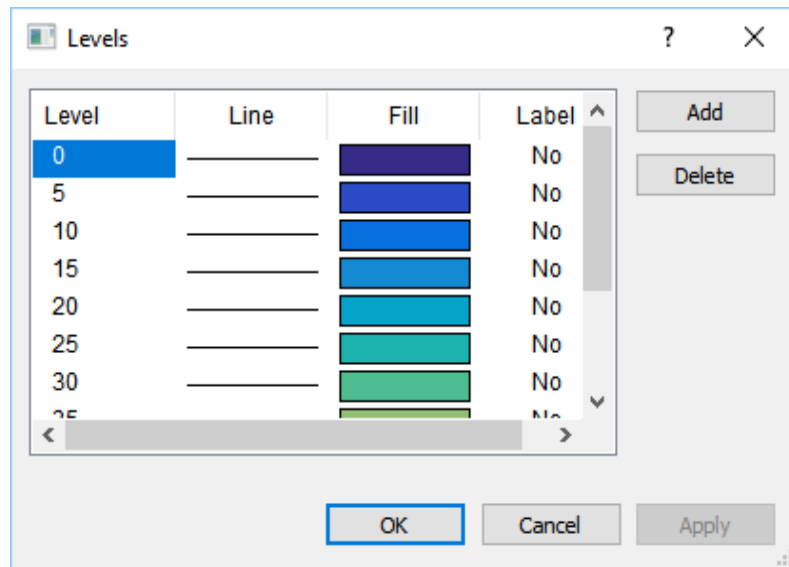 Levels ?
Level Line Fill Label
0 No
5 No
10 No
15 No
20 No
25 No
30 No
Add
Delete
OK Cancel Apply